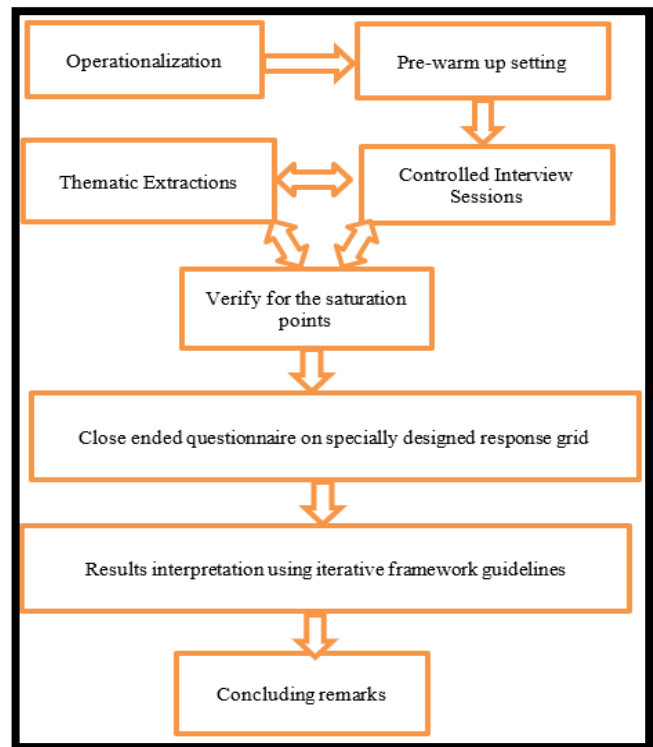 Operationalization
Pre-warm up setting
Thematic Extractions
Controlled Interview
Sessions
Verify for the saturation
points
Close ended questionnaire on specially designed response grid
Results interpretation using iterative framework guidelines
Concluding remarks